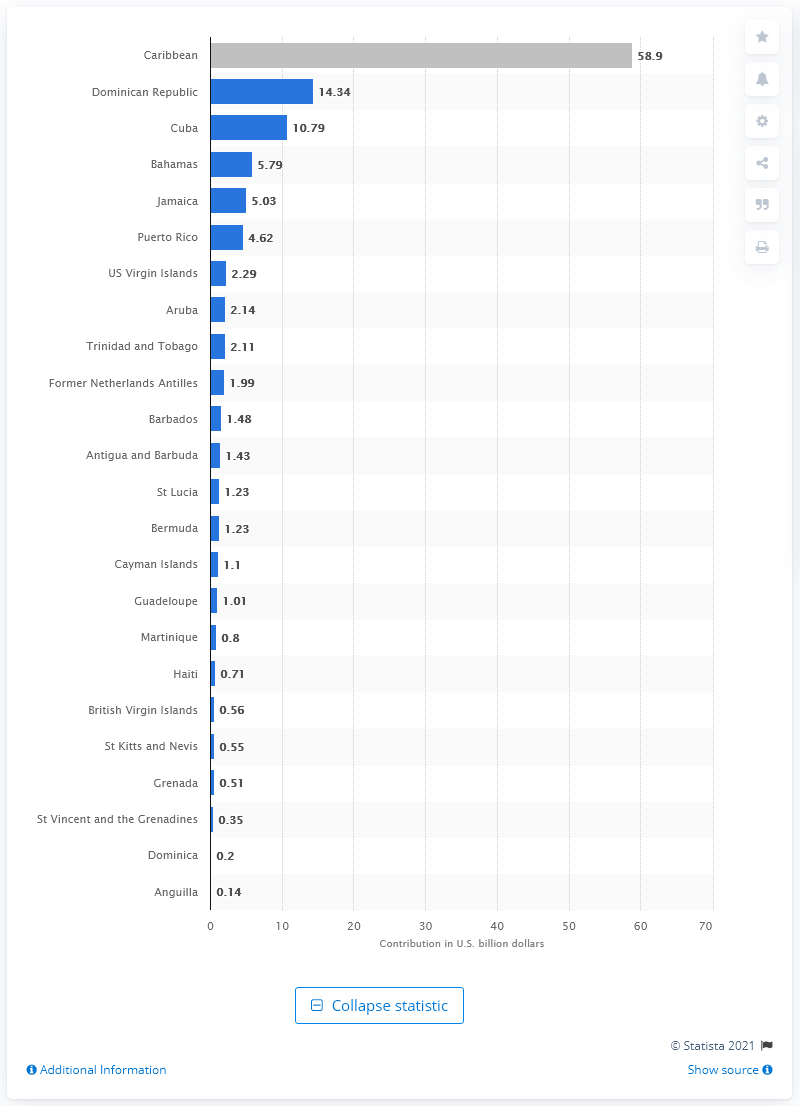 Caribbean 58.9
Dominican Republic 14.34
Cuba 10.79
Bahamas 5.79
Jamaica 5.03
Puerto Rico 4.62
US Virgin Islands 2.29
Aruba 2.14
Trinidad and Tobago 2.11
Former Netherlands Antilles 1.99
Barbados 1.48
Antigua and Barbuda 1.43
St Lucia 1.23
Bermuda 1.23
Cayman Islands 1.1
Guadeloupe 1.01
Martinique 0.8
Haiti 0.71
British Virgin Islands 0.56
St Kitts and Nevis 0.55
Grenada 0.51
St Vincent and the Grenadines 0.35
Dominica 0.2
Anguilla 0.14
0 10 20 30 40 50 60 70
Contribution in U.S. billion dollars
Collapse statistic
© Statista 2021
Additional Information Show source